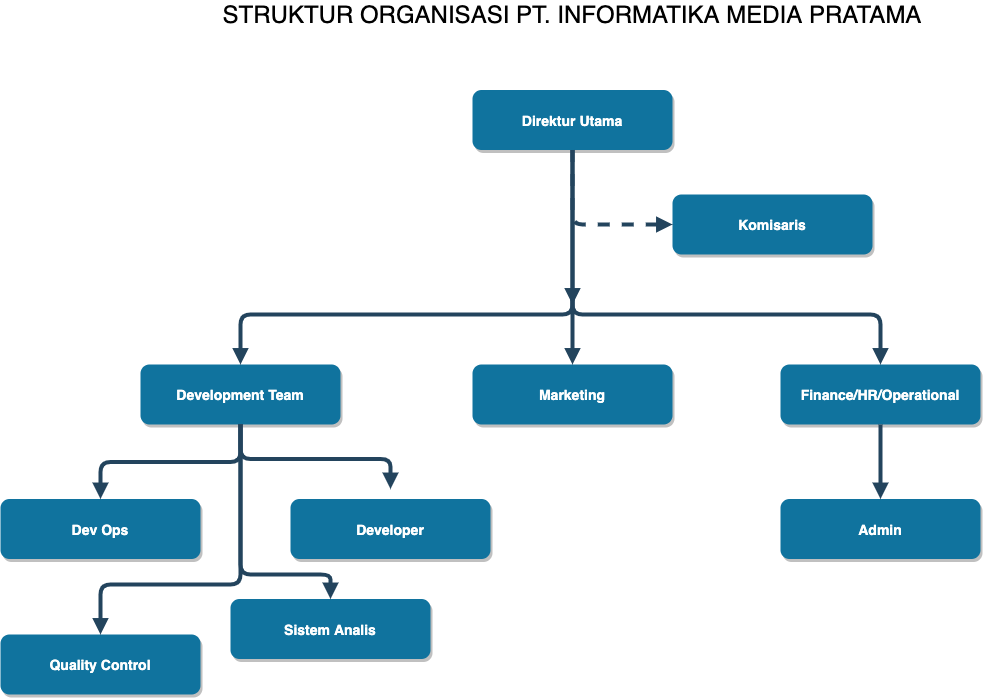 STRUKTUR ORGANISASI PT. INFORMATIKA MEDIA PRATAMA
Direktur Utama
Komisaris
Development Team
Marketing
Finance/HR/Operational
Dev Ops
Developer
Admin
Sistem Analis
Quality Control